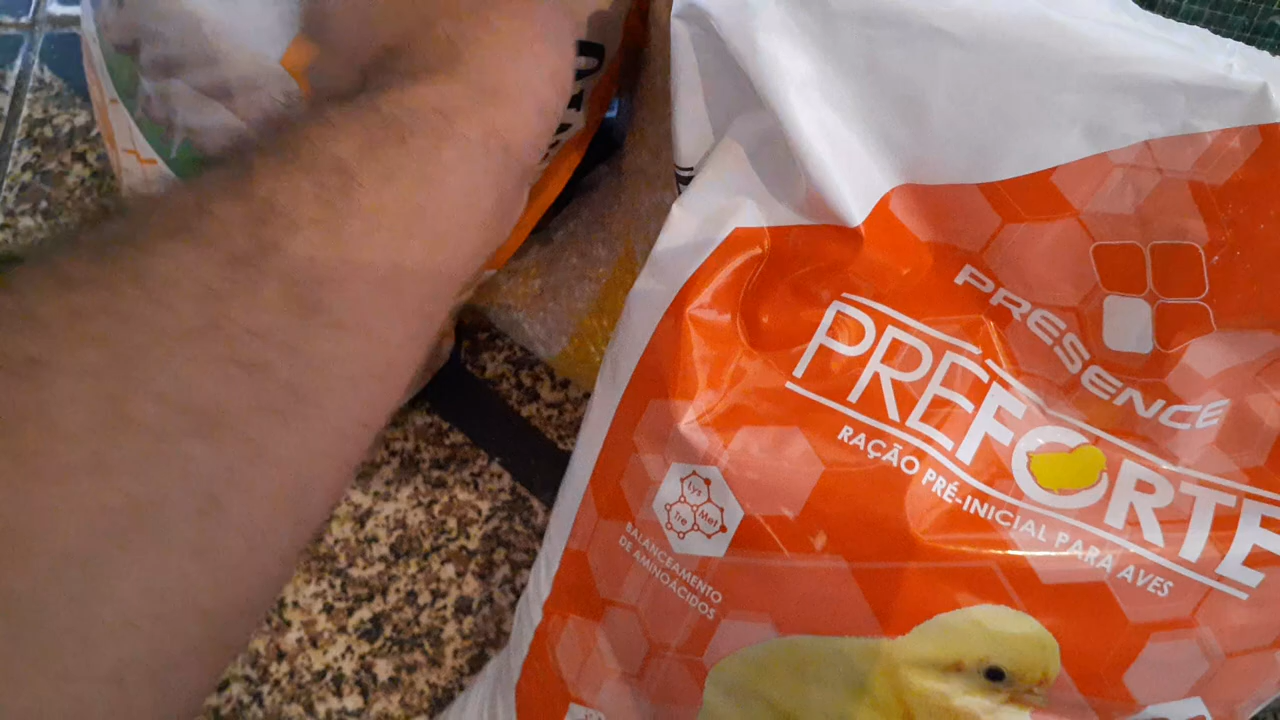 PRESENCE
PREFORTE
RAÇÃO PRÉ-INICIAL PARA AVES
Lys
Tre Met
BALANCEAMENTO
DE AMINOÁCIDOS